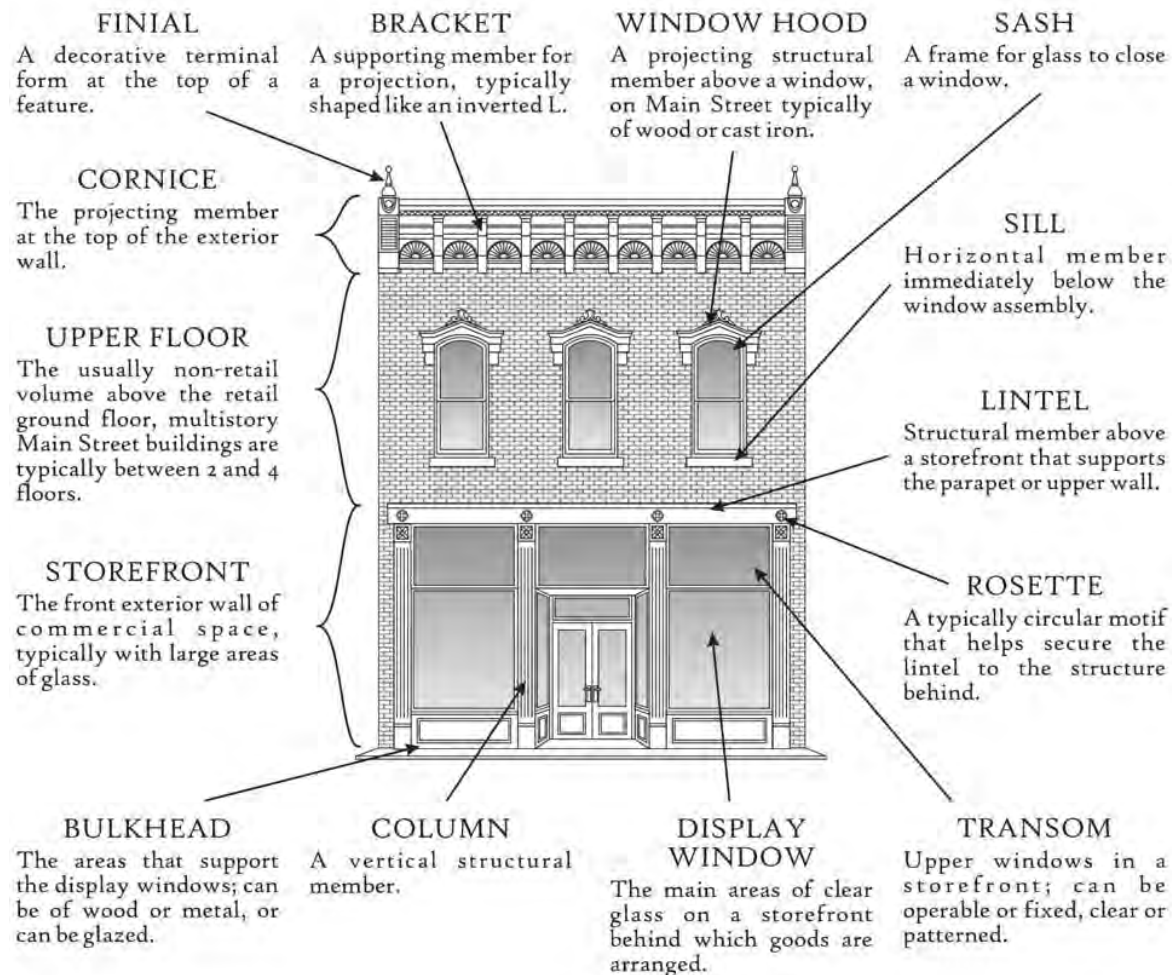 FINIAL
A decorative terminal
form at the top of a
feature.
BRACKET
A supporting member for
a projection, typically
shaped like an inverted L.
WINDOW HOOD
A projecting structural
member above a window,
on Main Street typically
of wood or cast iron.
SASH
A frame for glass to close
a window.
CORNICE
The projecting member
at the top of the exterior
wall.
UPPER FLOOR
The usually non-retail
volume above the retail
ground floor, multistory
Main Street buildings are
typically between 2 and 4
floors.
STOREFRONT
The front exterior wall of
commercial space,
typically with large areas
of glass.
SILL
Horizontal member
immediately below the
window assembly.
LINTEL
Structural member above
a storefront that supports
the parapet or upper wall.
ROSETTE
A typically circular motif
that helps secure the
lintel to the structure
behind.
BULKHEAD
The areas that support
the display windows; can
be of wood or metal, or
can be glazed.
COLUMN
A vertical structural
member.
DISPLAY
WINDOW
The main areas of clear
glass on a storefront
behind which goods are
arranged.
TRANSOM
Upper windows in a
storefront; can be
operable or fixed, clear or
patterned.